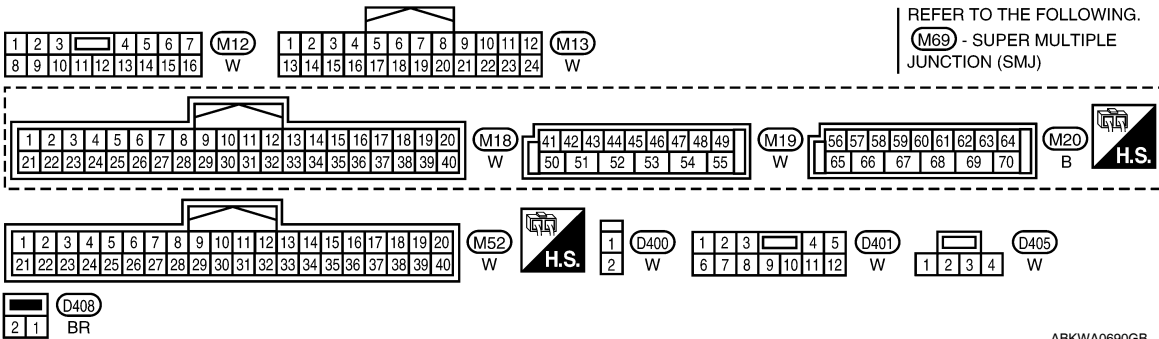 REFER TO THE FOLLOWING.
M69 - SUPER MULTIPLE
JUNCTION (SMJ)
1 2 3 4 5 6 7 M12
8 9 10 11 12 13 14 15 16 W
1 2 3 4 5 6 7 8 9 10 11 12 M13
13 14 15 16 17 18 19 20 21 22 23 24 W
1 2 3 4 5 6 7 8 9 10 11 12 13 14 15 16 17 18 19 20 M18
21 22 23 24 25 26 27 28 29 30 31 32 33 34 35 36 37 38 39 40 W
41 42 43 44 45 46 47 48 49 M19
50 51 52 53 54 55 W
56 57 58 59 60 61 62 63 64 M20
65 66 67 68 69 70 B
H.S.
1 2 3 4 5 6 7 8 9 10 11 12 13 14 15 16 17 18 19 20 M52
21 22 23 24 25 26 27 28 29 30 31 32 33 34 35 36 37 38 39 40 W
H.S.
1 D400
2 W
1 2 3 4 5 D401
6 7 8 9 10 11 12 W
D405
1 2 3 4 W
D408
2 1 BR
ABKWA0690GB